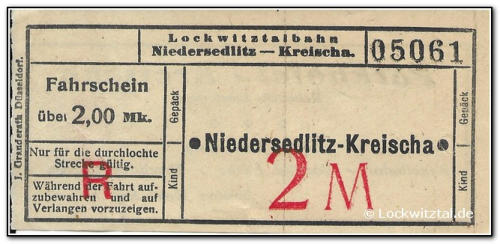 Lockwitztalbahn
Niedersedlitz — Kreischa.
05061
J. Granderath Düsseldorf.
Fahrschein
über 2,00 Mk.
Nur für die durchlochte
Strecke gültig.
Während der Fahrt auf-
zubewahren und auf
Verlangen vorzuzeigen.
R
Gepäck
Kind
Niedersedlitz-Kreischa
2 M
Gepäck
Kind
© Lockwitztal.de